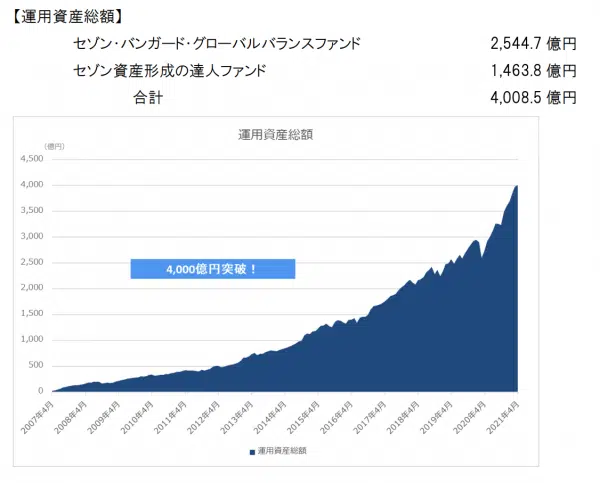 【運用資産総額】
セゾン・バンガード・グローバルバランスファンド 2,544.7 億円
セゾン資産形成の達人ファンド 1,463.8 億円
合計 4,008.5 億円
運用資産総額
(億円)
4,500
4,000
3,500
3,000
2,500
2,000
1,500
1,000
500
0
4,000億円突破！
2007年4月
2008年4月
2009年4月
2010年4月
2011年4月
2012年4月
2013年4月
2014年4月
2015年4月
2016年4月
2017年4月
2018年4月
2019年4月
2020年4月
2021年4月
運用資産総額